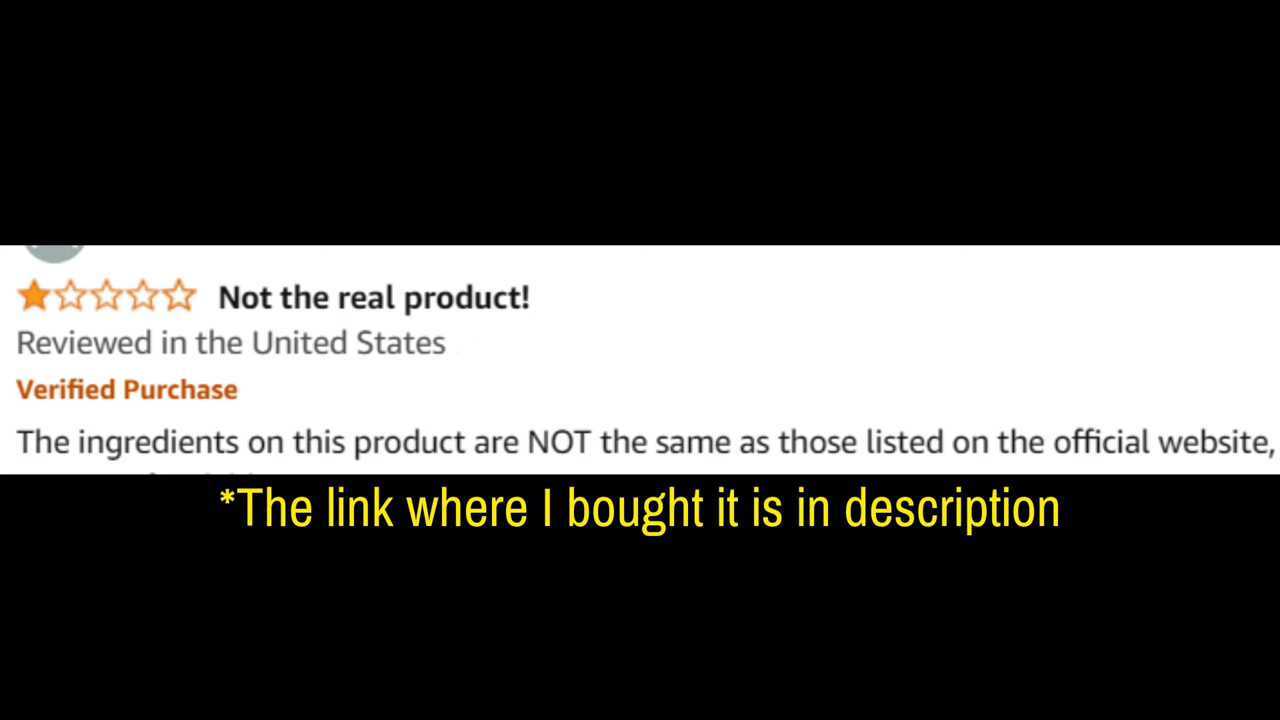 Not the real product!
Reviewed in the United States
Verified Purchase
The ingredients on this product are NOT the same as those listed on the official website,
*The link where I bought it is in description